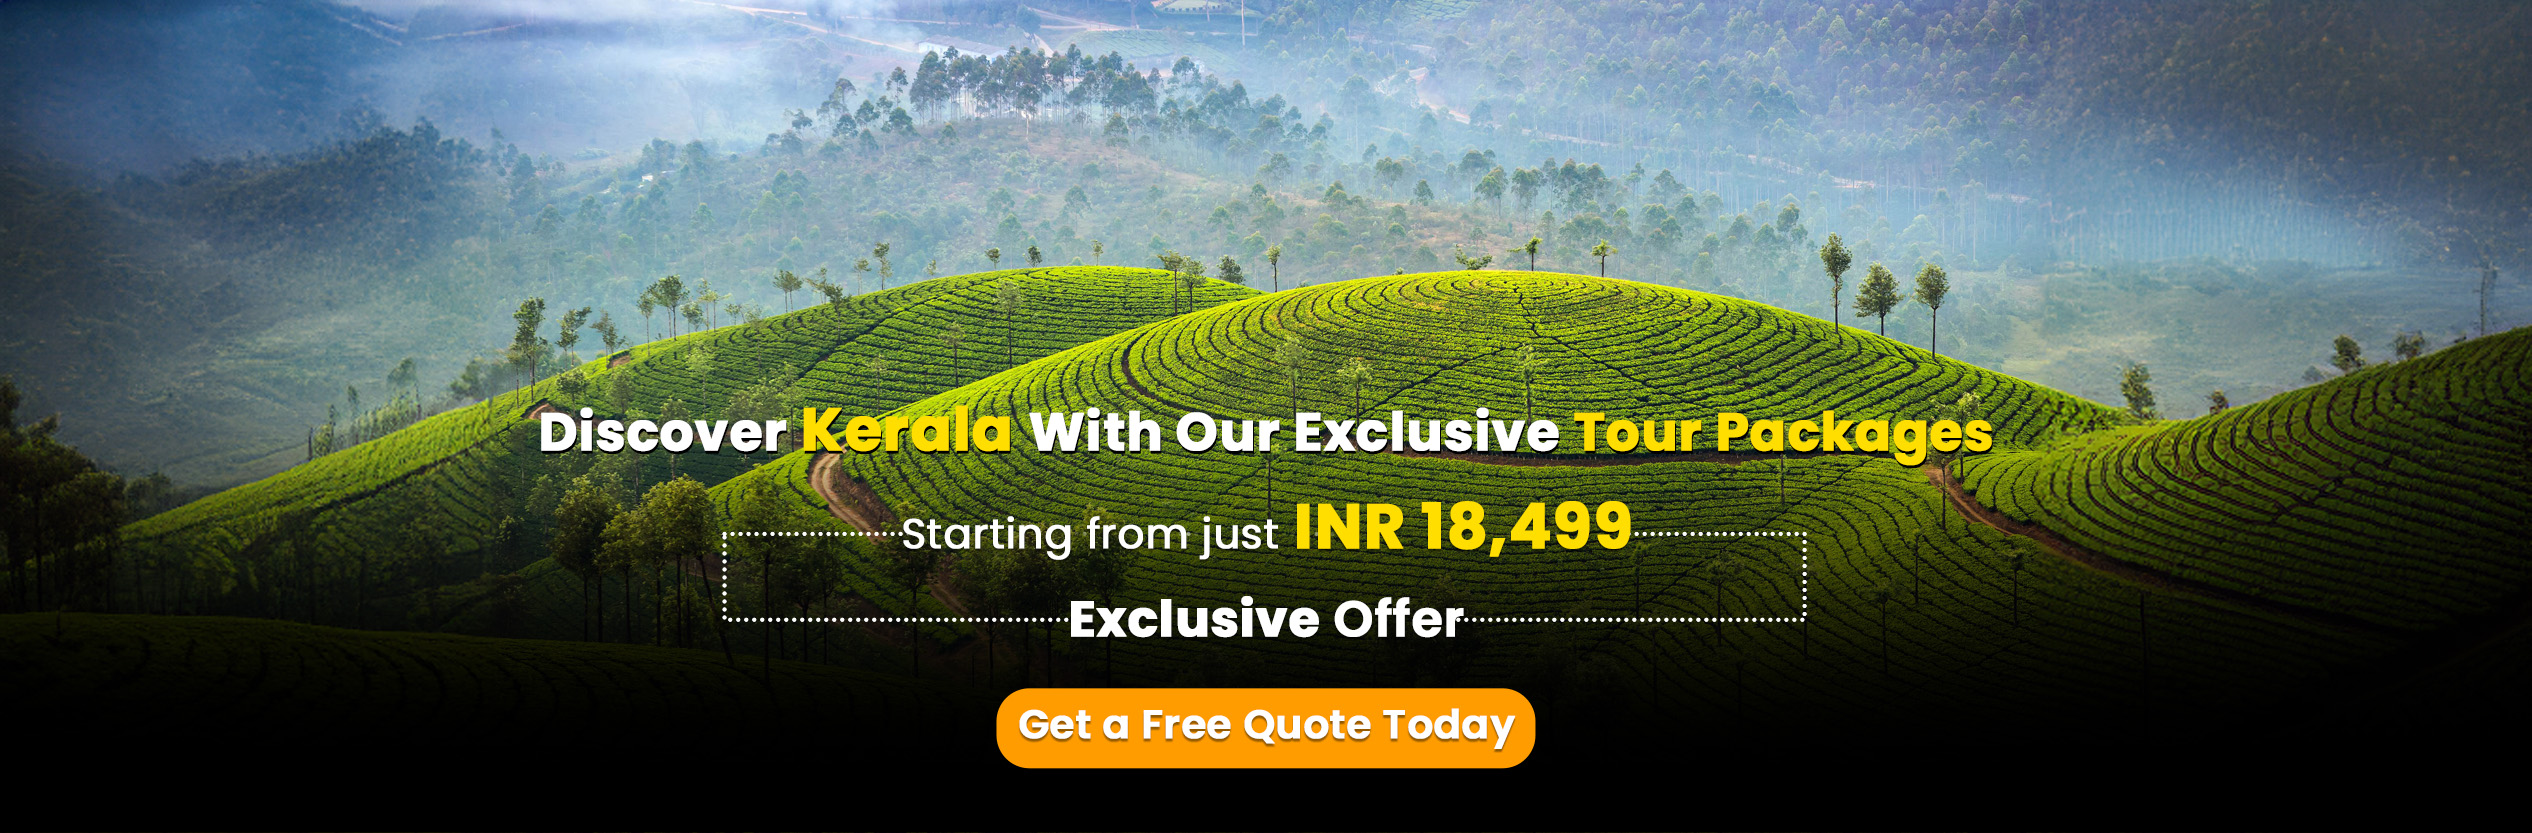 Discover Kerala With Our Exclusive Tour Packages
Starting from just INR 18,499
Exclusive Offer
Get a Free Quote Today